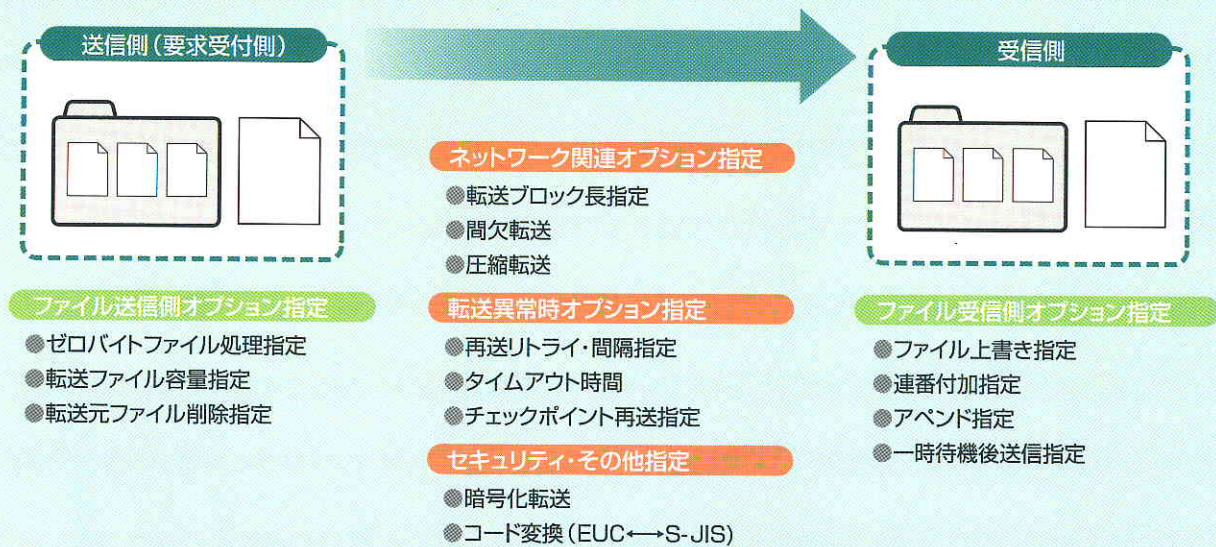 送信側（要求受付側）
受信側
ネットワーク関連オプション指定
●転送ブロック長指定
●間欠転送
●圧縮転送
ファイル送信側オプション指定
●ゼロバイトファイル処理指定
●転送ファイル容量指定
●転送元ファイル削除指定
転送異常時オプション指定
●再送リトライ・間隔指定
●タイムアウト時間
●チェックポイント再送指定
セキュリティ・その他指定
●暗号化転送
●コード変換（EUC←→S-JIS）
ファイル受信側オプション指定
●ファイル上書き指定
●連番付加指定
●アペンド指定
●一時待機後送信指定